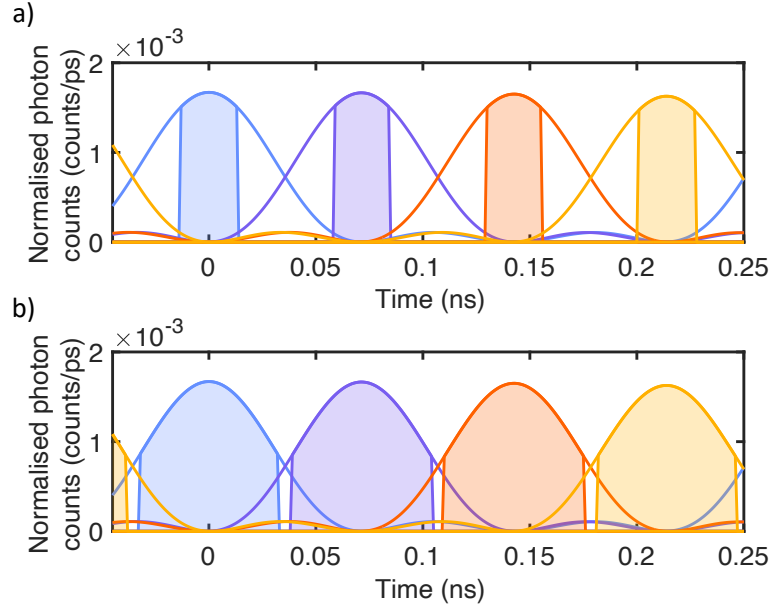 a)
× 10⁻³
2
1
0
Normalised photon
counts (counts/ps)
0
0.05
0.1
0.15
0.2
0.25
Time (ns)
b)
× 10⁻³
2
1
0
Normalised photon
counts (counts/ps)
0
0.05
0.1
0.15
0.2
0.25
Time (ns)